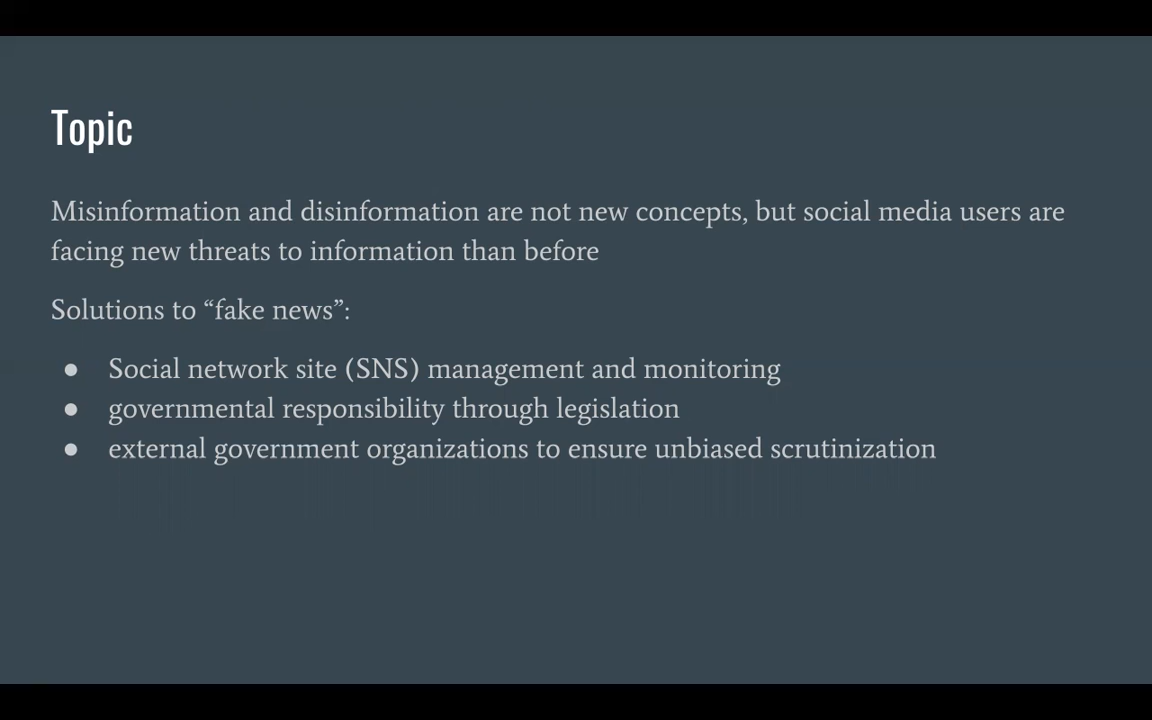 Topic
Misinformation and disinformation are not new concepts, but social media users are
facing new threats to information than before
Solutions to “fake news”:
● Social network site (SNS) management and monitoring
● governmental responsibility through legislation
● external government organizations to ensure unbiased scrutinization